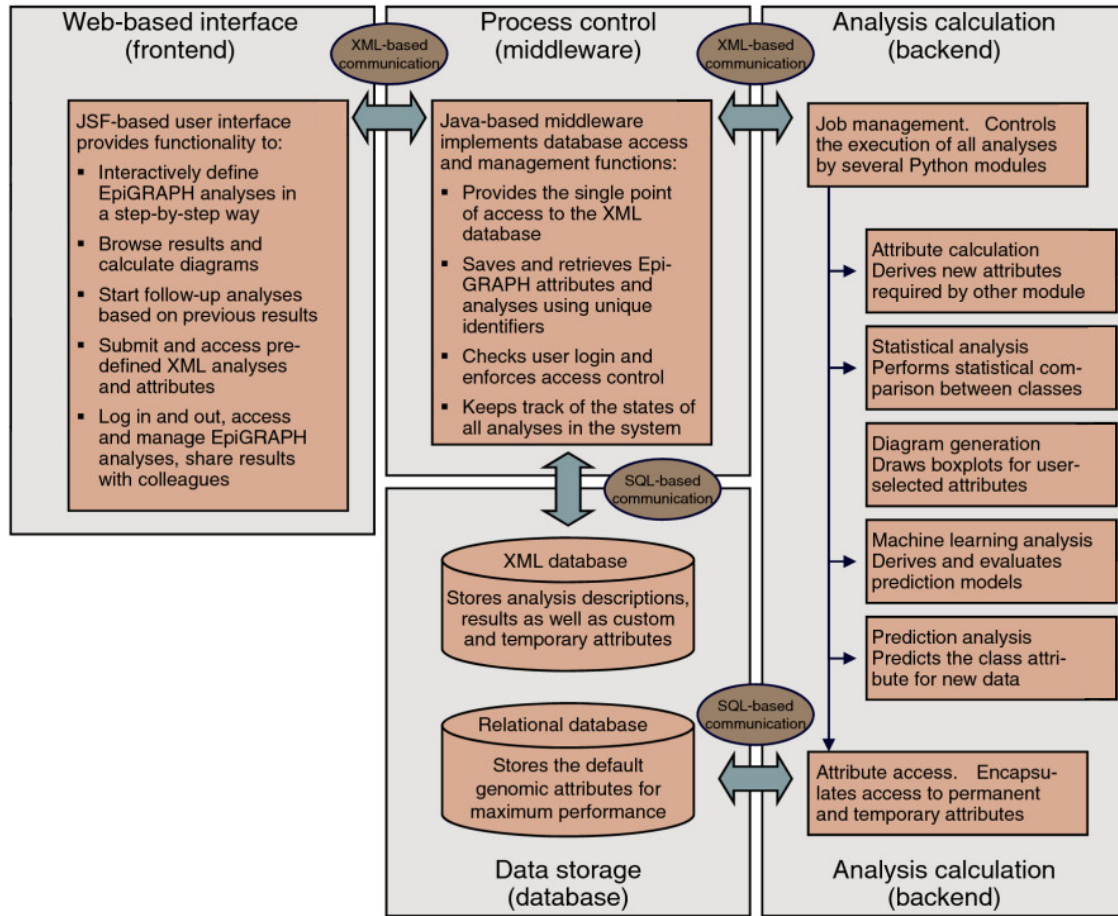 Web-based interface
(frontend)
XML-based
communication
Process control
(middleware)
XML-based
communication
Analysis calculation
(backend)
JSF-based user interface
provides functionality to:
▪ Interactively define
EpiGRAPH analyses in
a step-by-step way
▪ Browse results and
calculate diagrams
▪ Start follow-up analyses
based on previous results
▪ Submit and access pre-
defined XML analyses
and attributes
▪ Log in and out, access
and manage EpiGRAPH
analyses, share results
with colleagues
Java-based middleware
implements database access
and management functions:
▪ Provides the single point
of access to the XML
database
▪ Saves and retrieves Epi-
GRAPH attributes and
analyses using unique
identifiers
▪ Checks user login and
enforces access control
▪ Keeps track of the states of
all analyses in the system
Job management. Controls
the execution of all analyses
by several Python modules
Attribute calculation
Derives new attributes
required by other module
Statistical analysis
Performs statistical com-
parison between classes
Diagram generation
Draws boxplots for user-
selected attributes
Machine learning analysis
Derives and evaluates
prediction models
Prediction analysis
Predicts the class attri-
bute for new data
SQL-based
communication
XML database
Stores analysis descriptions,
results as well as custom
and temporary attributes
Relational database
Stores the default
genomic attributes for
maximum performance
SQL-based
communication
Attribute access. Encapsu-
lates access to permanent
and temporary attributes
Data storage
(database)
Analysis calculation
(backend)